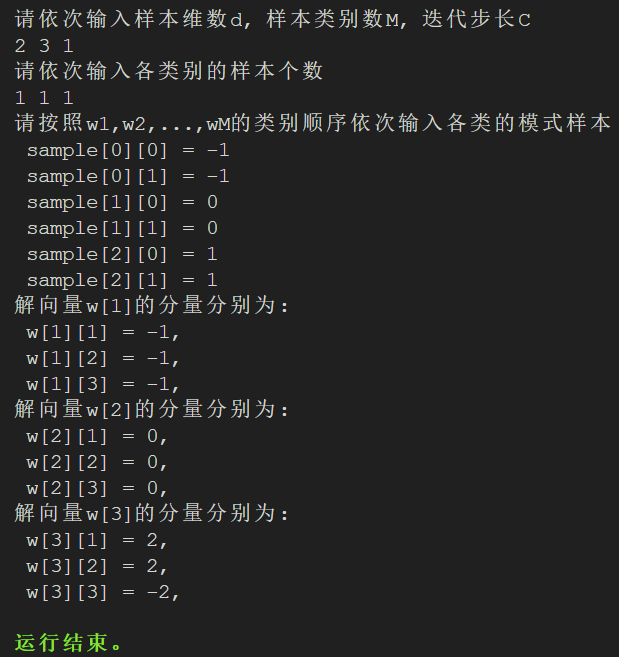 请依次输入样本维数d, 样本类别数M, 迭代步长C
2 3 1
请依次输入各类别的样本个数
1 1 1
请按照w1,w2,...,wM的类别顺序依次输入各类的模式样本
sample[0][0] = -1
sample[0][1] = -1
sample[1][0] = 0
sample[1][1] = 0
sample[2][0] = 1
sample[2][1] = 1
解向量w[1]的分量分别为:
w[1][1] = -1,
w[1][2] = -1,
w[1][3] = -1,
解向量w[2]的分量分别为:
w[2][1] = 0,
w[2][2] = 0,
w[2][3] = 0,
解向量w[3]的分量分别为:
w[3][1] = 2,
w[3][2] = 2,
w[3][3] = -2,
运行结束。